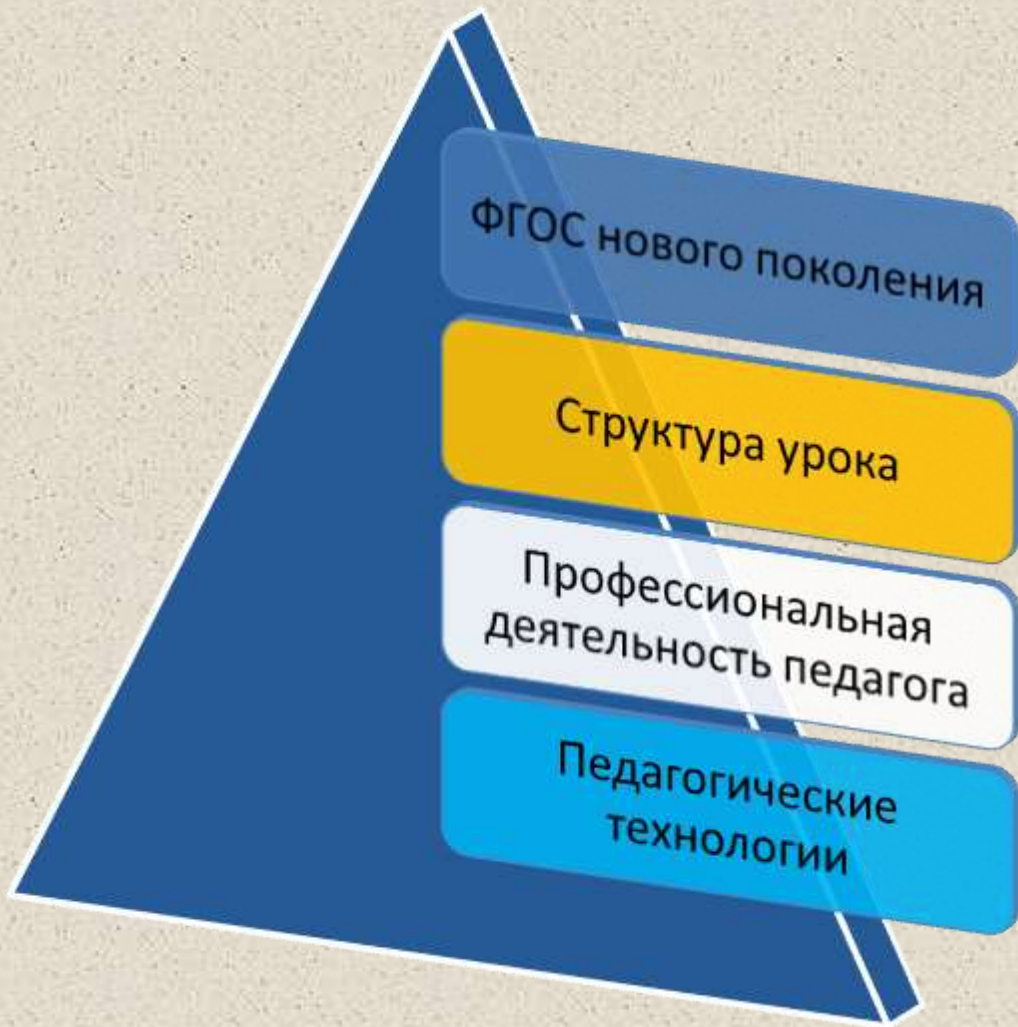 ФГОС нового поколения
Структура урока
Профессиональная
деятельность педагога
Педагогические
технологии